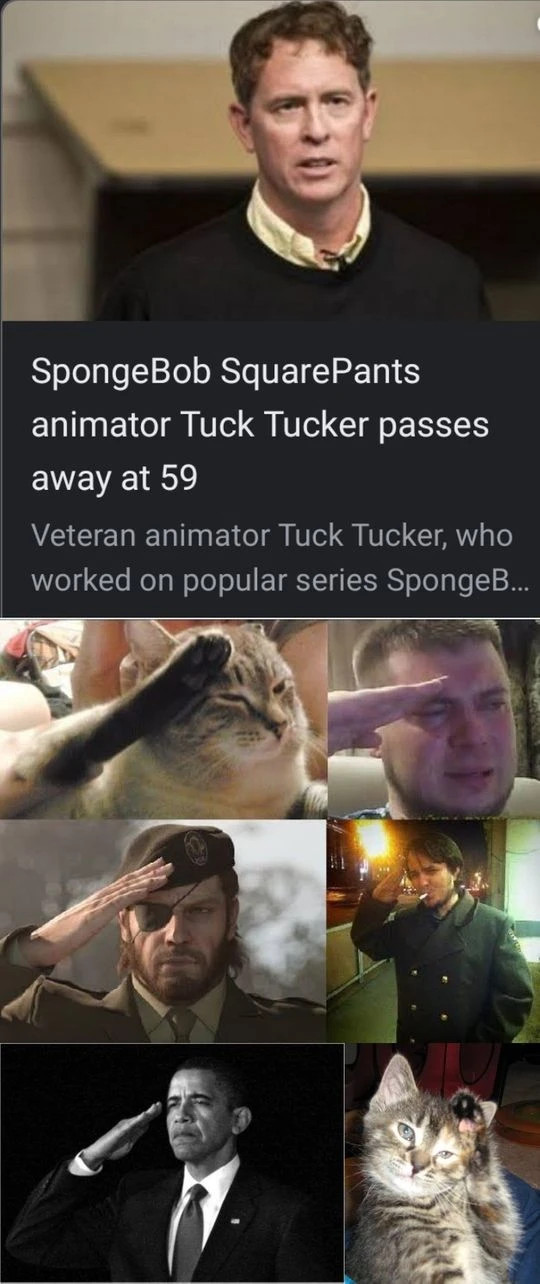 SpongeBob SquarePants
animator Tuck Tucker passes
away at 59
Veteran animator Tuck Tucker, who
worked on popular series SpongeB...